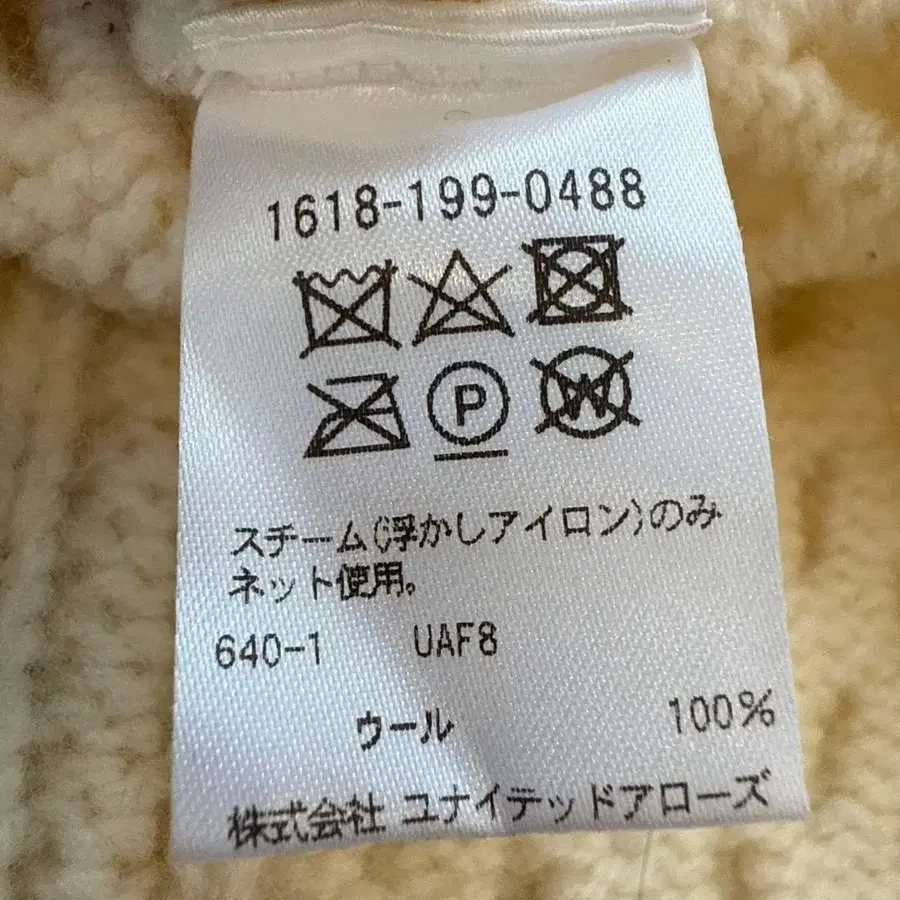 1618-199-0488
P W
スチーム(浮かしアイロン)のみ
ネット使用。
640-1 UAF8
ウール 100%
株式会社 ユナイテッドアローズ